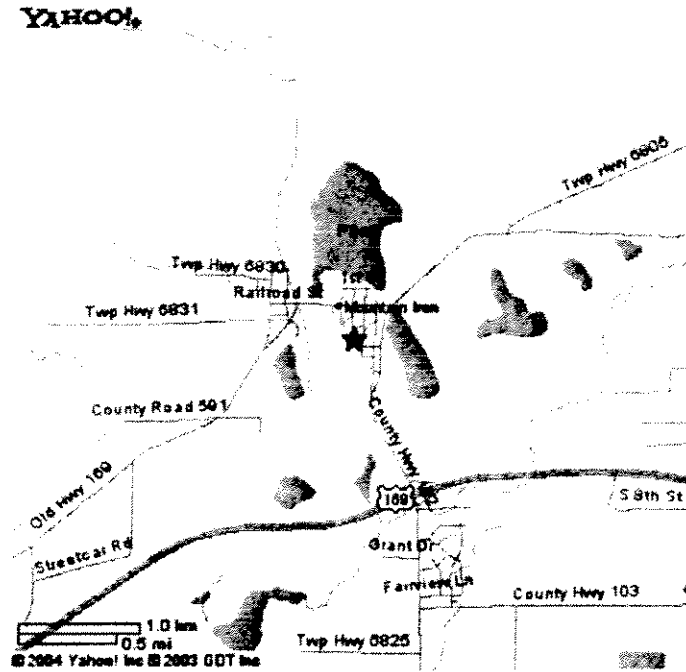 YAHOO!
Twp Hwy 6805
Twp Hwy 6830
1st
Railroad St
Mountain Iron
Twp Hwy 6831
County Road 591
County Hwy
Old Hwy 169
169
S 8th St
Grant Dr
Streetcar Rd
Fairview Ln
County Hwy 103
1.0 km
0.5 mi
Twp Hwy 6825
© 2004 Yahoo! Inc © 2003 GDT Inc